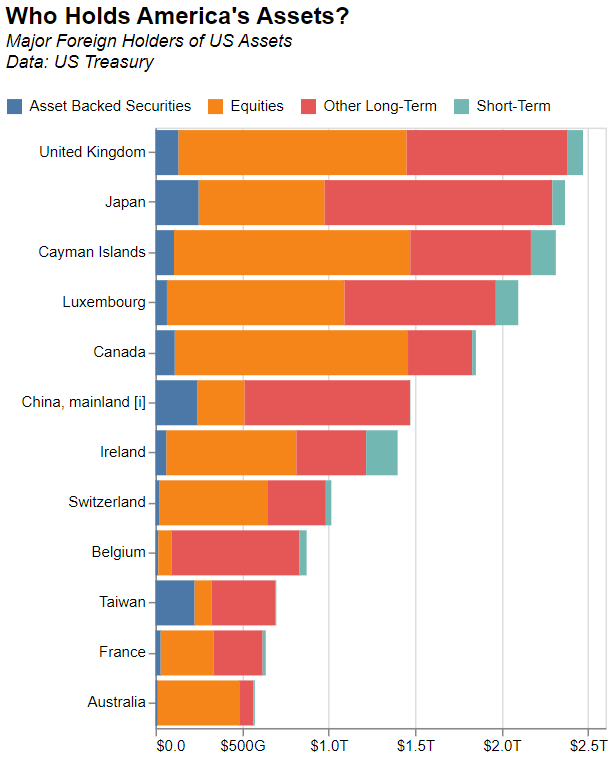 Who Holds America's Assets?
Major Foreign Holders of US Assets
Data: US Treasury
Asset Backed Securities Equities Other Long-Term Short-Term
United Kingdom
Japan
Cayman Islands
Luxembourg
Canada
China, mainland [i]
Ireland
Switzerland
Belgium
Taiwan
France
Australia
$0.0 $500G $1.0T $1.5T $2.0T $2.5T